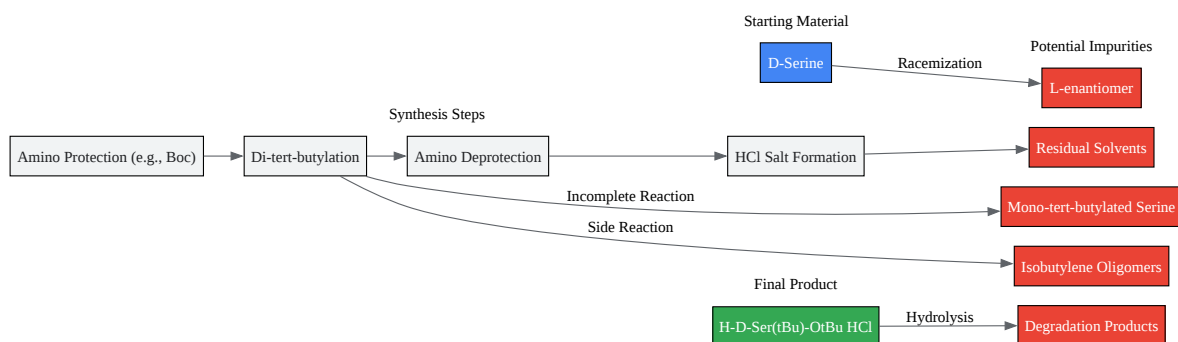 Starting Material
Potential Impurities
D-Serine
Racemization
L-enantiomer
Synthesis Steps
Amino Protection (e.g., Boc)
Di-tert-butylation
Amino Deprotection
HCl Salt Formation
Residual Solvents
Incomplete Reaction
Mono-tert-butylated Serine
Side Reaction
Isobutylene Oligomers
Final Product
H-D-Ser(tBu)-OtBu HCl
Hydrolysis
Degradation Products